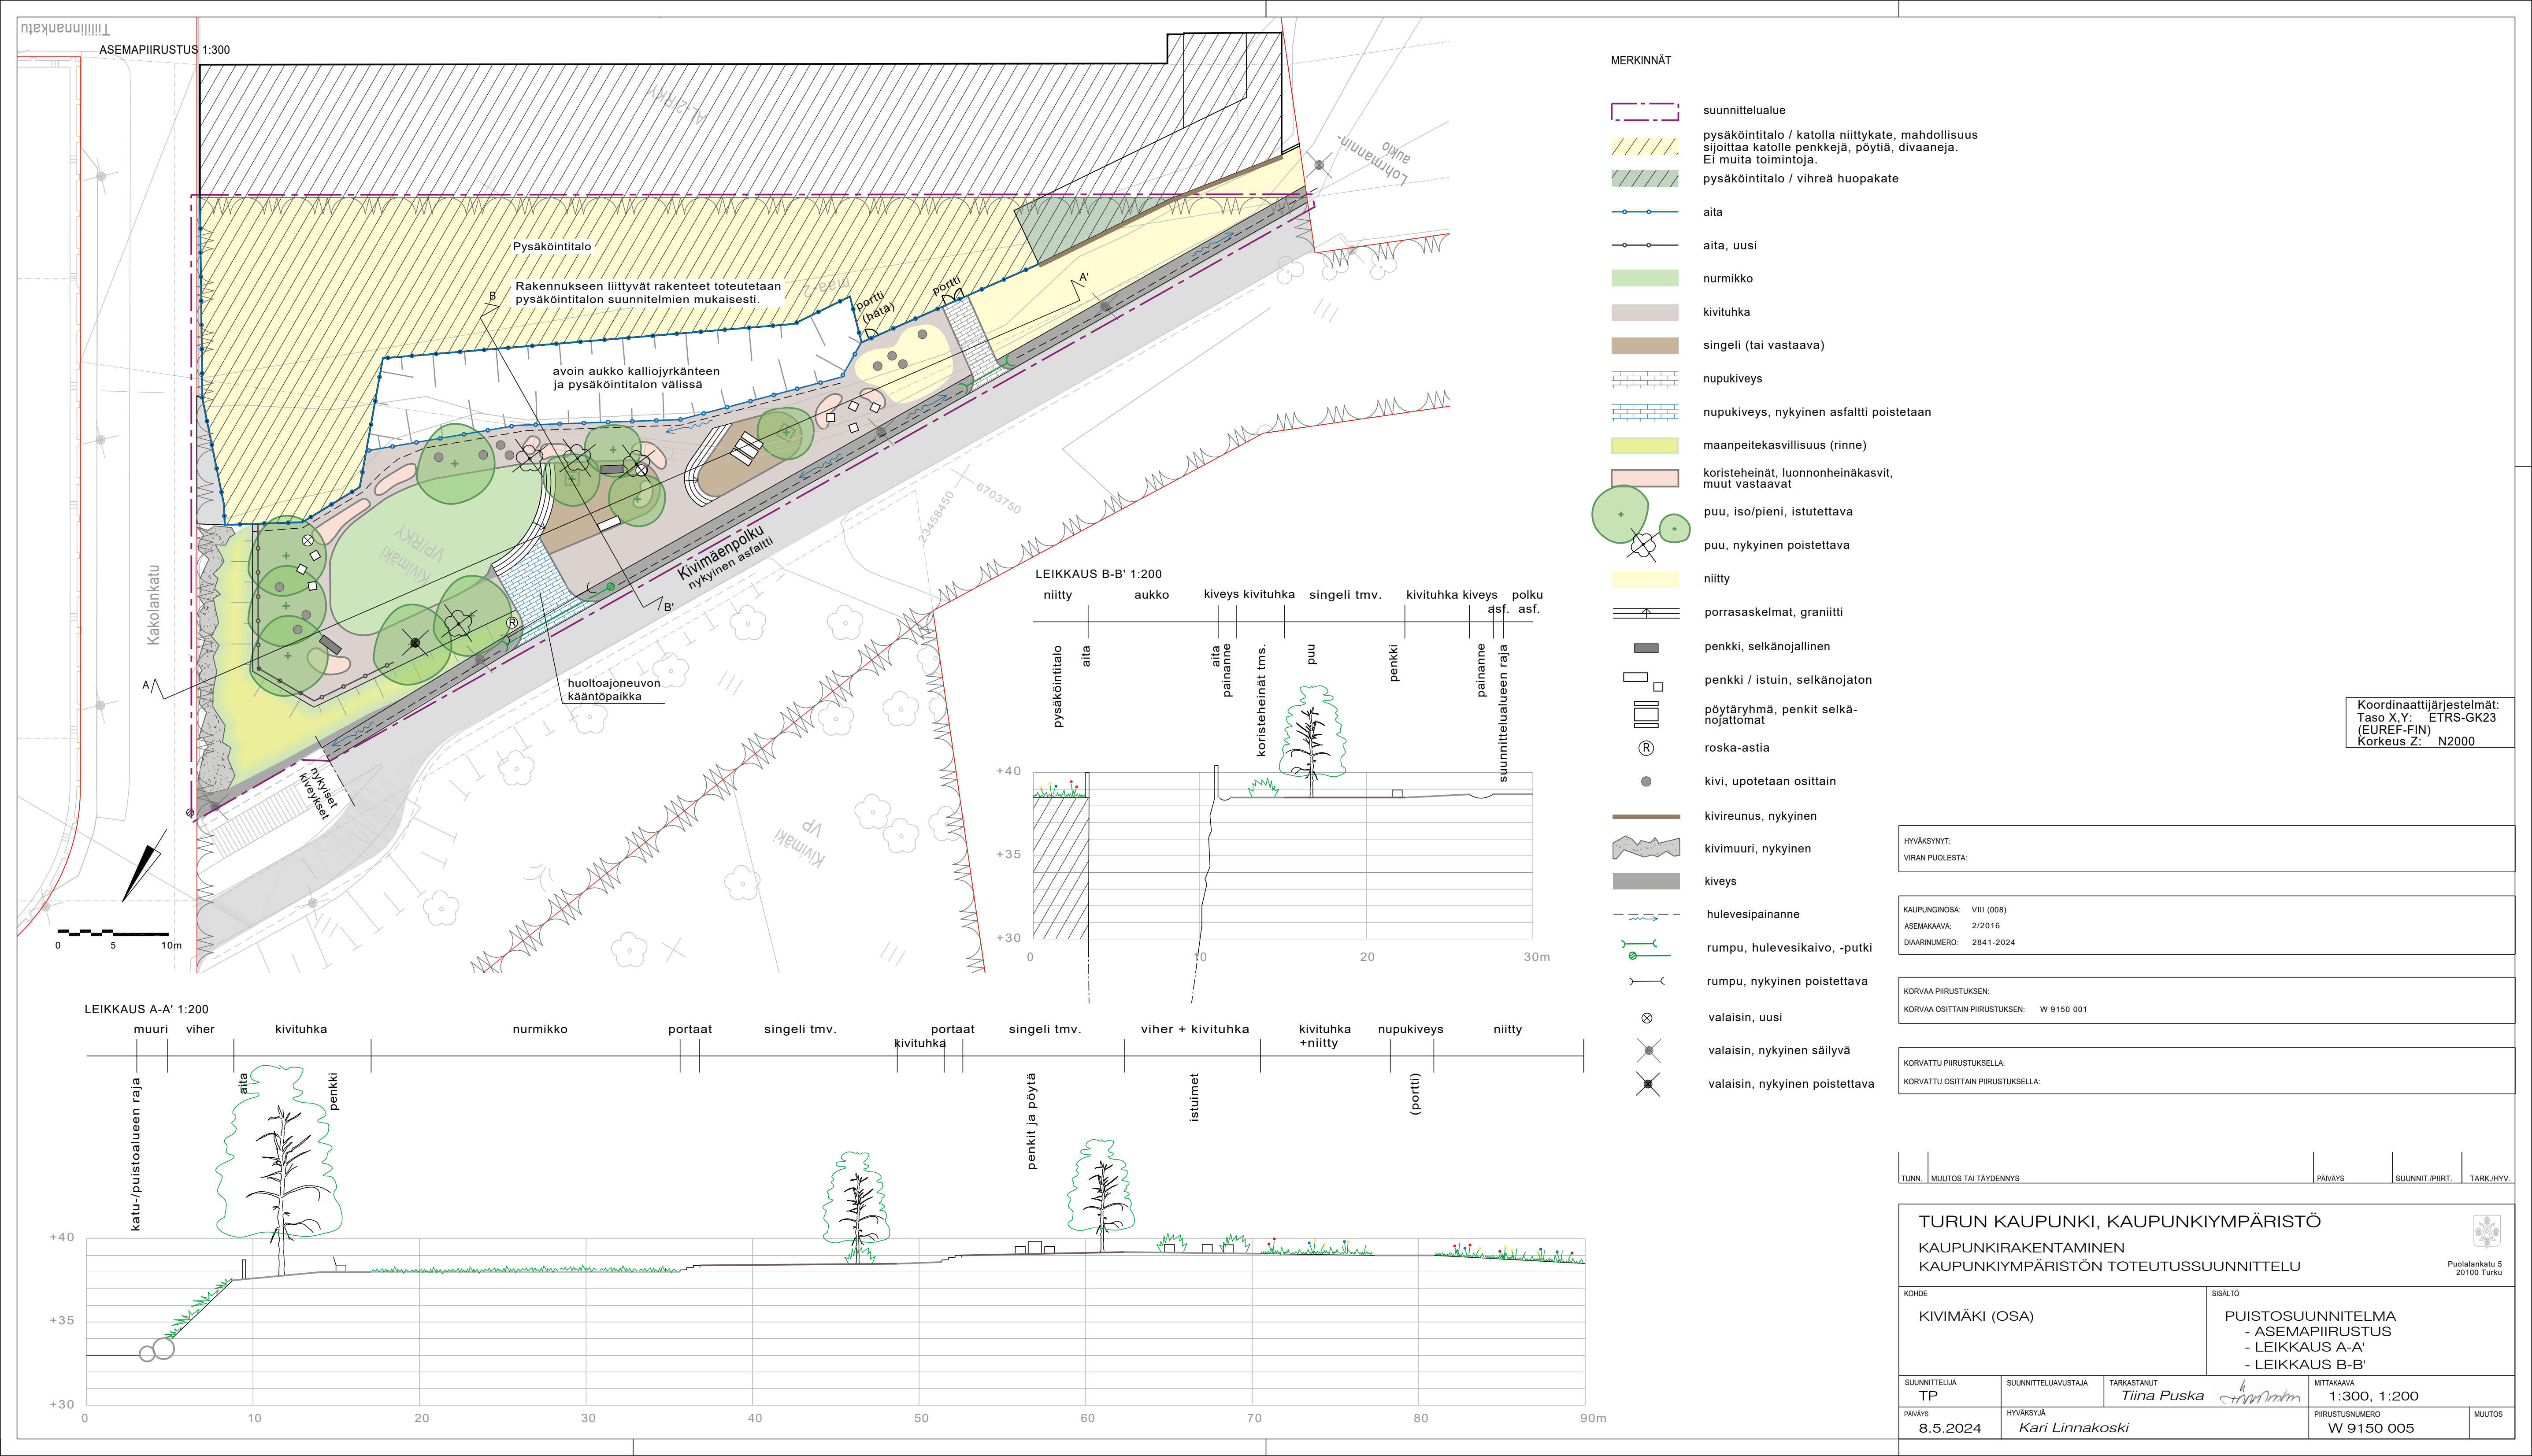 Tiililinnankatu
ASEMAPIIRUSTUS 1:300
AL-2/RKY
Lohrmannin-
aukio
Pysäköintitalo
Rakennukseen liittyvät rakenteet toteutetaan
pysäköintitalon suunnitelmien mukaisesti.
maa-2
portti
(hätä)
portti
A'
B
avoin aukko kalliojyrkänteen
ja pysäköintitalon välissä
VP/RKY
Kivimäki
Kivimäenpolku
nykyinen asfaltti
23458450
6703750
Kakolankatu
R
B'
A
huoltoajoneuvon
kääntöpaikka
nykyiset
kiveykset
VP
Kivimäki
0 5 10m
LEIKKAUS B-B' 1:200
niitty aukko kiveys kivituhka singeli tmv. kivituhka kiveys polku
asf. asf.
pysäköintitalo
aita
aita
painanne
koristeheinät tms.
puu
penkki
painanne
suunnittelualueen raja
+40
+35
+30
0 10 20 30m
LEIKKAUS A-A' 1:200
muuri viher kivituhka nurmikko portaat singeli tmv. portaat singeli tmv. viher + kivituhka kivituhka nupukiveys niitty
kivituhka +niitty
katu-/puistoalueen raja
aita
penkki
penkit ja pöytä
istuimet
(portti)
+40
+35
+30
0 10 20 30 40 50 60 70 80 90m
MERKINNÄT
suunnittelualue
pysäköintitalo / katolla niittykate, mahdollisuus
sijoittaa katolle penkkejä, pöytiä, divaaneja.
Ei muita toimintoja.
pysäköintitalo / vihreä huopakate
aita
aita, uusi
nurmikko
kivituhka
singeli (tai vastaava)
nupukiveys
nupukiveys, nykyinen asfaltti poistetaan
maanpeitekasvillisuus (rinne)
koristeheinät, luonnonheinäkasvit,
muut vastaavat
puu, iso/pieni, istutettava
puu, nykyinen poistettava
niitty
porrasaskelmat, graniitti
penkki, selkänojallinen
penkki / istuin, selkänojaton
pöytäryhmä, penkit selkä-
nojattomat
R roska-astia
kivi, upotetaan osittain
kivireunus, nykyinen
kivimuuri, nykyinen
kiveys
hulevesipainanne
rumpu, hulevesikaivo, -putki
rumpu, nykyinen poistettava
valaisin, uusi
valaisin, nykyinen säilyvä
valaisin, nykyinen poistettava
Koordinaattijärjestelmät:
Taso X,Y: ETRS-GK23
(EUREF-FIN)
Korkeus Z: N2000
HYVÄKSYNYT:
VIRAN PUOLESTA:
KAUPUNGINOSA: VIII (008)
ASEMAKAAVA: 2/2016
DIAARINUMERO: 2841-2024
KORVAA PIIRUSTUKSEN:
KORVAA OSITTAIN PIIRUSTUKSEN: W 9150 001
KORVATTU PIIRUSTUKSELLA:
KORVATTU OSITTAIN PIIRUSTUKSELLA:
TUNN. MUUTOS TAI TÄYDENNYS PÄIVÄYS SUUNNIT./PIIRT. TARK./HYV.
TURUN KAUPUNKI, KAUPUNKIYMPÄRISTÖ
KAUPUNKIRAKENTAMINEN
KAUPUNKIYMPÄRISTÖN TOTEUTUSSUUNNITTELU
Puolalankatu 5
20100 Turku
KOHDE
KIVIMÄKI (OSA)
SISÄLTÖ
PUISTOSUUNNITELMA
- ASEMAPIIRUSTUS
- LEIKKAUS A-A'
- LEIKKAUS B-B'
SUUNNITTELIJA
TP
SUUNNITTELUAVUSTAJA
TARKASTANUT
Tiina Puska
MITTAKAAVA
1:300, 1:200
PÄIVÄYS
8.5.2024
HYVÄKSYJÄ
Kari Linnakoski
PIIRUSTUSNUMERO
W 9150 005
MUUTOS